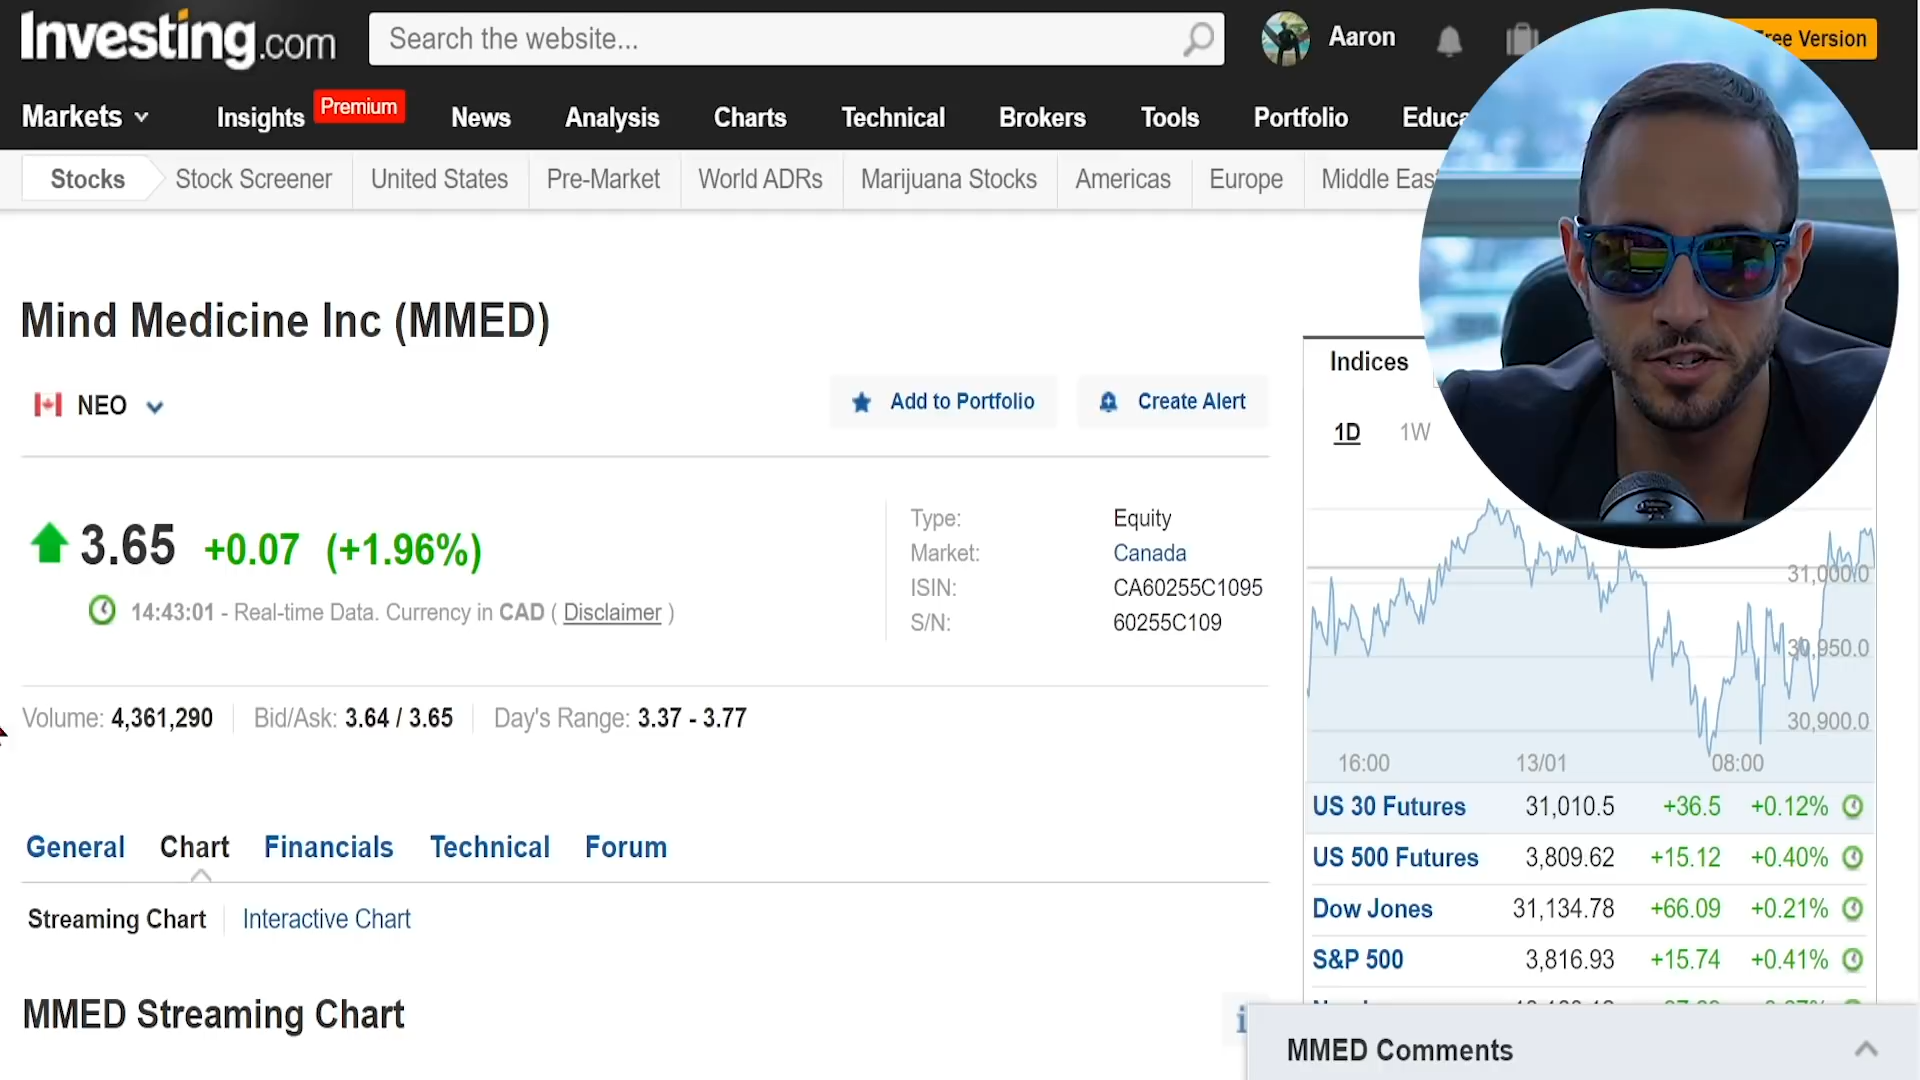 Investing.com
Search the website...
Aaron
Free Version
Markets
Insights
Premium
News
Analysis
Charts
Technical
Brokers
Tools
Portfolio
Stocks
Stock Screener
United States
Pre-Market
World ADRs
Marijuana Stocks
Americas
Europe
Middle East
Mind Medicine Inc (MMED)
NEO
Add to Portfolio
Create Alert
3.65 +0.07 (+1.96%)
14:43:01 - Real-time Data. Currency in CAD ( Disclaimer )
Type: Equity
Market: Canada
ISIN: CA60255C1095
S/N: 60255C109
Volume: 4,361,290
Bid/Ask: 3.64 / 3.65
Day's Range: 3.37 - 3.77
General
Chart
Financials
Technical
Forum
Streaming Chart
Interactive Chart
MMED Streaming Chart
Indices
1D
1W
31,000.0
30,950.0
30,900.0
16:00
13/01
08:00
US 30 Futures 31,010.5 +36.5 +0.12%
US 500 Futures 3,809.62 +15.12 +0.40%
Dow Jones 31,134.78 +66.09 +0.21%
S&P 500 3,816.93 +15.74 +0.41%
MMED Comments